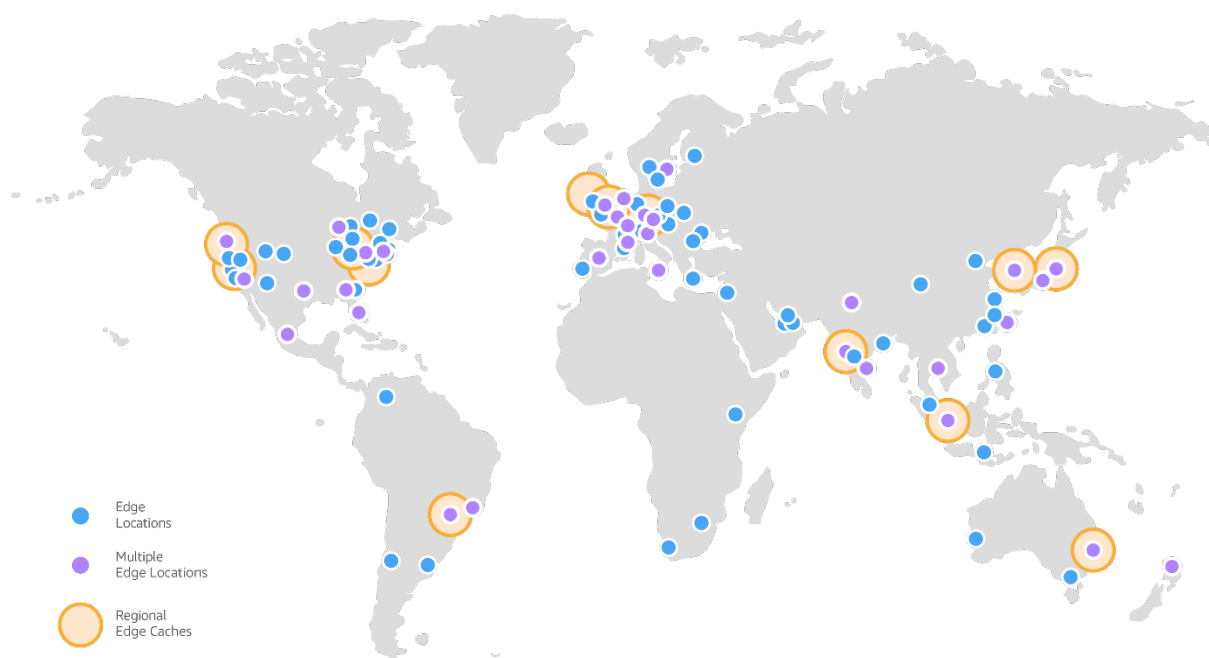 Edge
Locations
Multiple
Edge Locations
Regional
Edge Caches